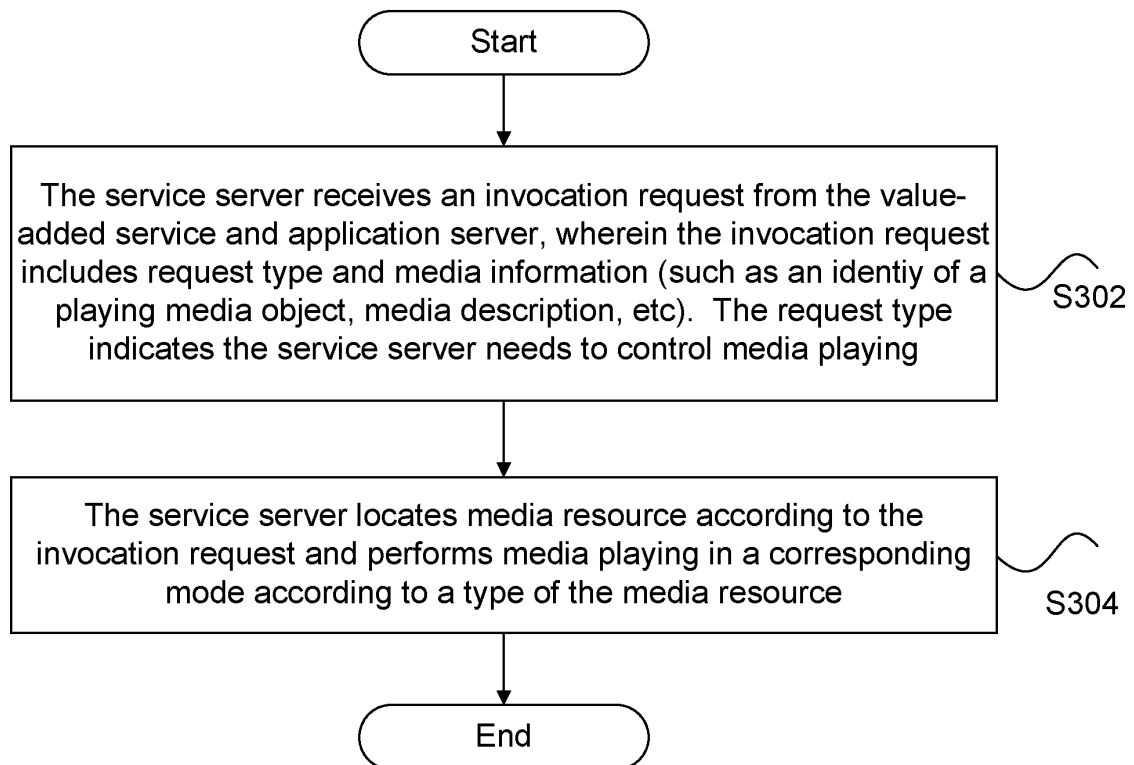 Start
The service server receives an invocation request from the value-
added service and application server, wherein the invocation request
includes request type and media information (such as an identiy of a
playing media object, media description, etc).  The request type
indicates the service server needs to control media playing
S302
The service server locates media resource according to the
invocation request and performs media playing in a corresponding
mode according to a type of the media resource
S304
End